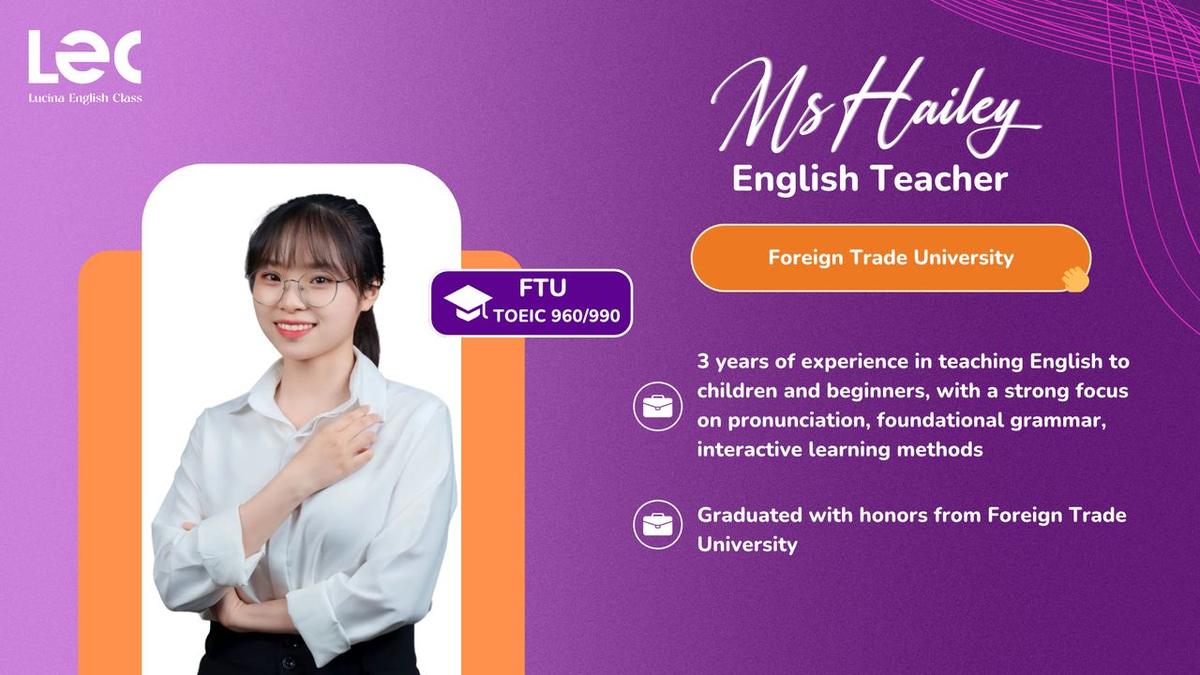 LEC
Lucina English Class
Ms Hailey
English Teacher
Foreign Trade University
FTU
TOEIC 960/990
3 years of experience in teaching English to
children and beginners, with a strong focus
on pronunciation, foundational grammar,
interactive learning methods
Graduated with honors from Foreign Trade
University